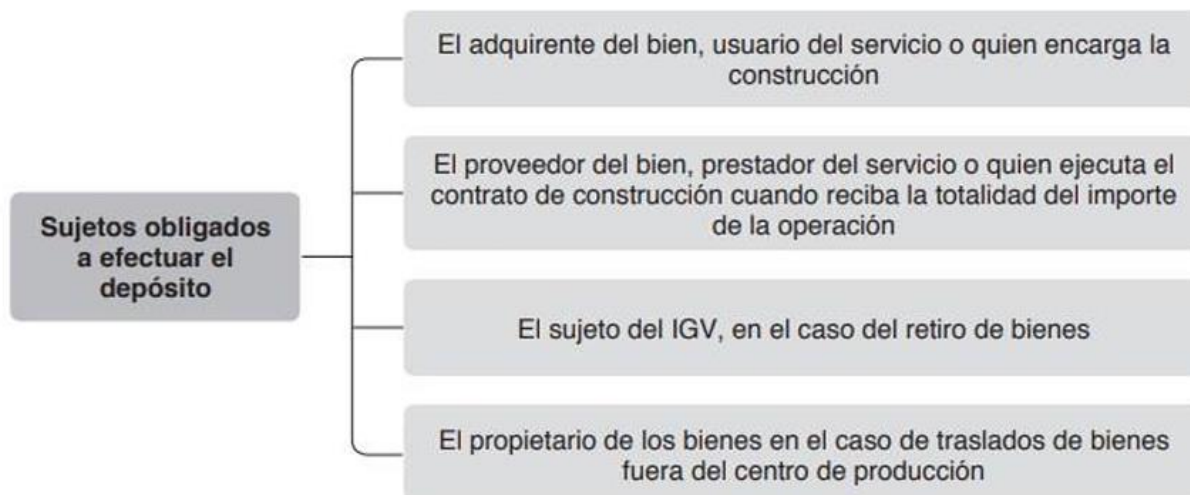 Sujetos obligados
a efectuar el
depósito
El adquirente del bien, usuario del servicio o quien encarga la
construcción
El proveedor del bien, prestador del servicio o quien ejecuta el
contrato de construcción cuando reciba la totalidad del importe
de la operación
El sujeto del IGV, en el caso del retiro de bienes
El propietario de los bienes en el caso de traslados de bienes
fuera del centro de producción